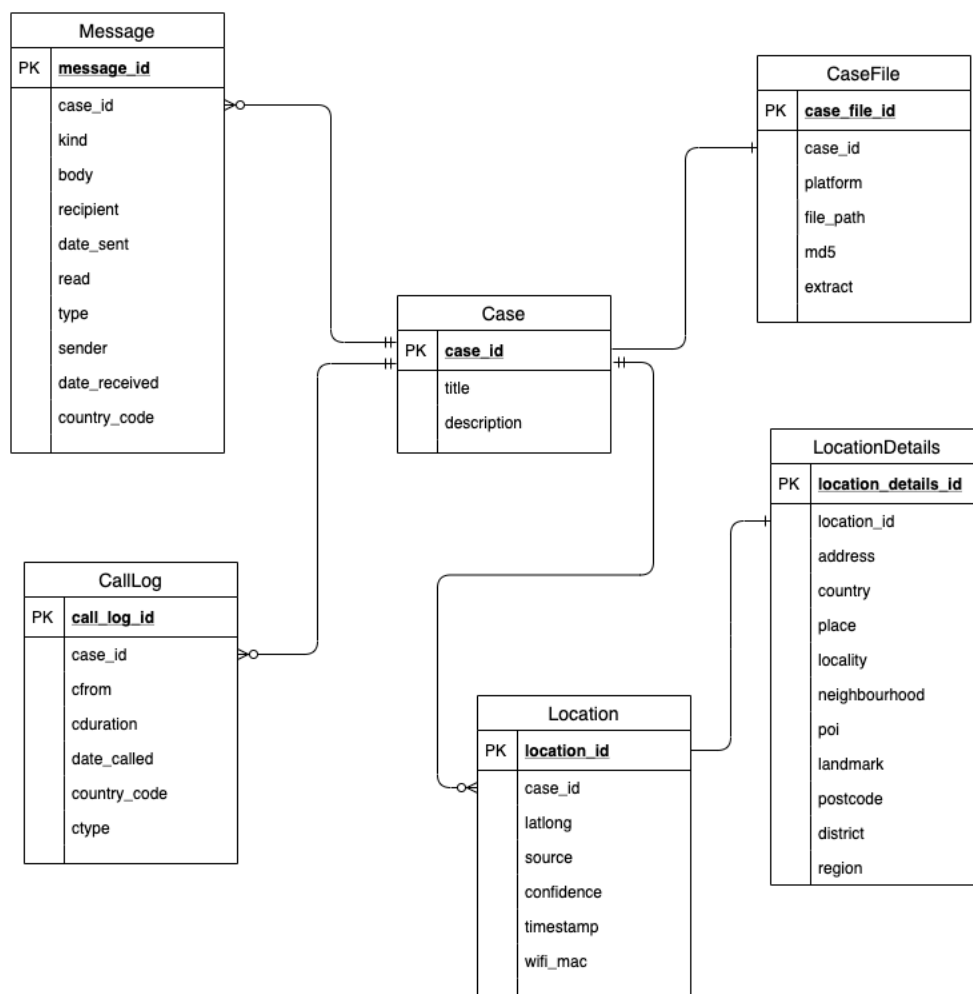 Message
PK message_id
case_id
kind
body
recipient
date_sent
read
type
sender
date_received
country_code
CaseFile
PK case_file_id
case_id
platform
file_path
md5
extract
Case
PK case_id
title
description
LocationDetails
PK location_details_id
location_id
address
country
place
locality
neighbourhood
poi
landmark
postcode
district
region
CallLog
PK call_log_id
case_id
cfrom
cduration
date_called
country_code
ctype
Location
PK location_id
case_id
latlong
source
confidence
timestamp
wifi_mac